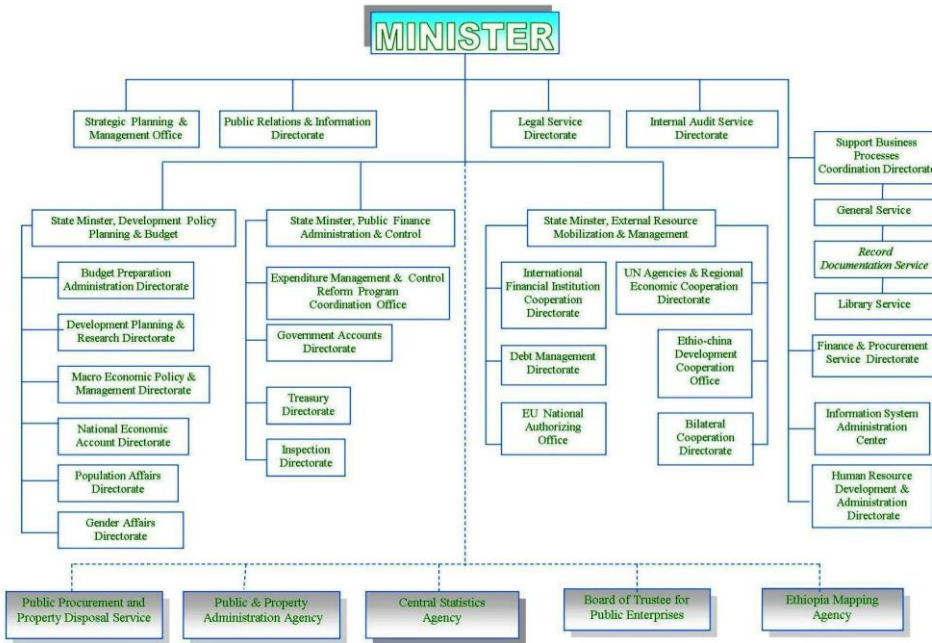 MINISTER
Strategic Planning &
Management Office
Public Relations & Information
Directorate
Legal Service
Directorate
Internal Audit Service
Directorate
Support Business
Processes
Coordination Directorate
General Service
Record
Documentation Service
Library Service
Finance & Procurement
Service Directorate
Information System
Administration
Center
Human Resource
Development &
Administration
Directorate
State Minster, Development Policy
Planning & Budget
Budget Preparation
Administration Directorate
Development Planning &
Research Directorate
Macro Economic Policy &
Management Directorate
National Economic
Account Directorate
Population Affairs
Directorate
Gender Affairs
Directorate
State Minster, Public Finance
Administration & Control
Expenditure Management & Control
Reform Program
Coordination Office
Government Accounts
Directorate
Treasury
Directorate
Inspection
Directorate
State Minster, External Resource
Mobilization & Management
International
Financial Institution
Cooperation
Directorate
Debt Management
Directorate
EU National
Authorizing
Office
UN Agencies & Regional
Economic Cooperation
Directorate
Ethio-china
Development
Cooperation
Office
Bilateral
Cooperation
Directorate
Public Procurement and
Property Disposal Service
Public & Property
Administration Agency
Central Statistics
Agency
Board of Trustee for
Public Enterprises
Ethiopia Mapping
Agency